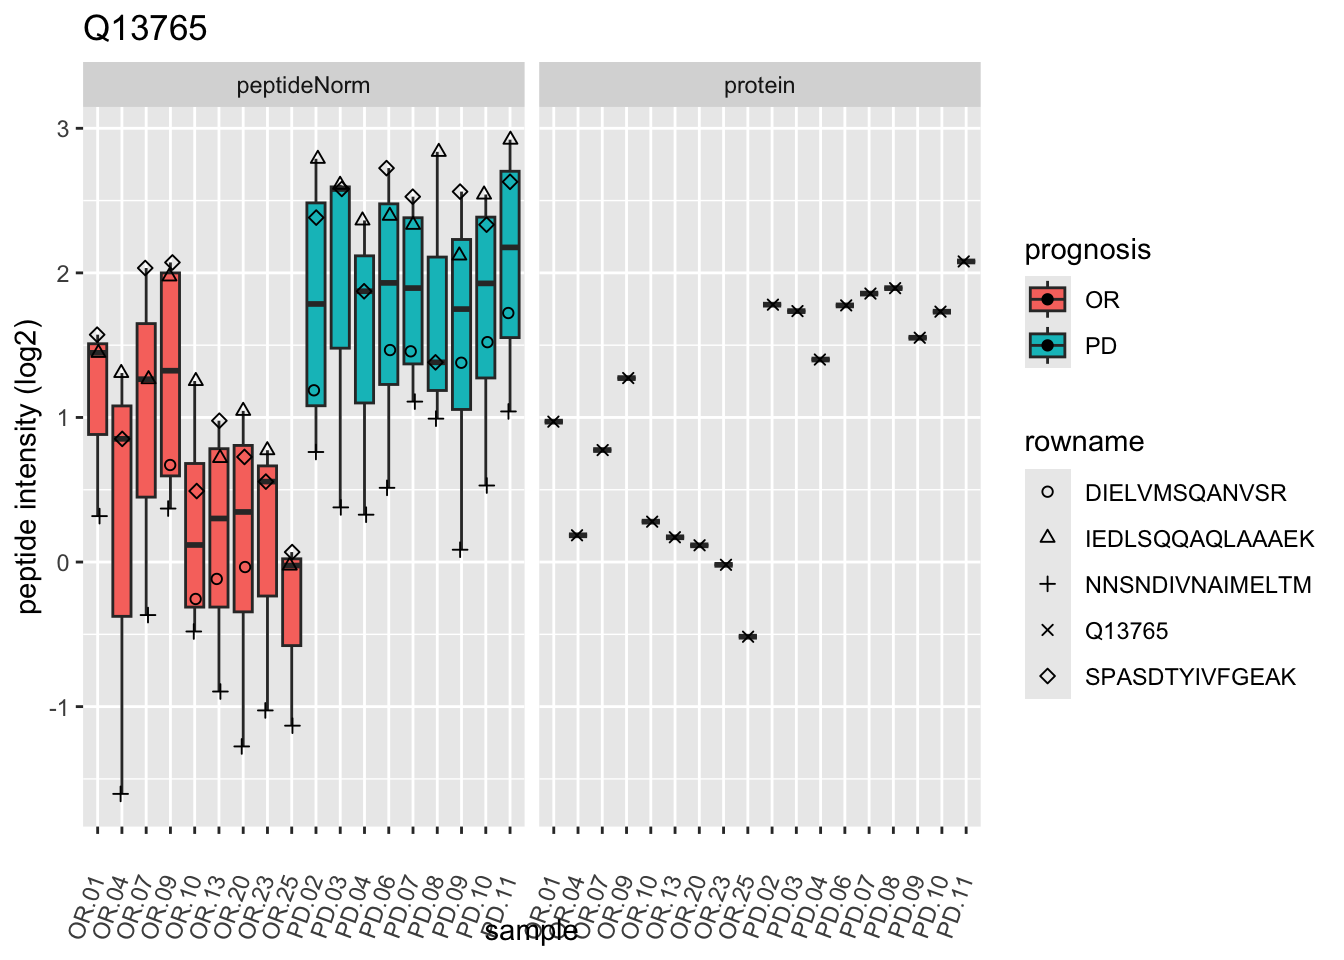 Q13765
peptideNorm
protein
peptide intensity (log2)
3
2
1
0
-1
OR.01
OR.04
OR.07
OR.09
OR.10
OR.13
OR.20
OR.23
OR.25
PD.02
PD.03
PD.04
PD.06
PD.07
PD.08
PD.09
PD.10
PD.11
OR.01
OR.04
OR.07
OR.09
OR.10
OR.13
OR.20
OR.23
OR.25
PD.02
PD.03
PD.04
PD.06
PD.07
PD.08
PD.09
PD.10
PD.11
sample
prognosis
OR
PD
rowname
DIELVMSQANVSR
IEDLSQQAQLAAAEK
NNSNDIVNAIMELTM
Q13765
SPASDTYIVFGEAK